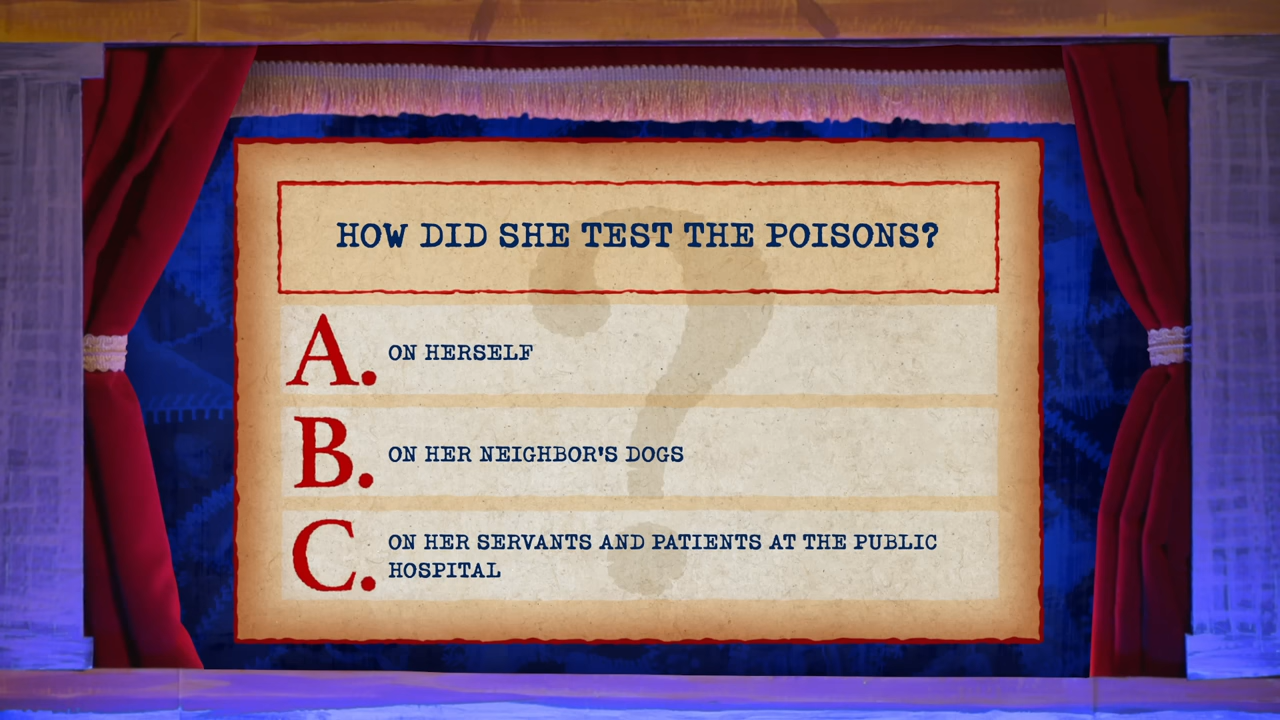 HOW DID SHE TEST THE POISONS?
A. ON HERSELF
B. ON HER NEIGHBOR'S DOGS
C. ON HER SERVANTS AND PATIENTS AT THE PUBLIC
HOSPITAL